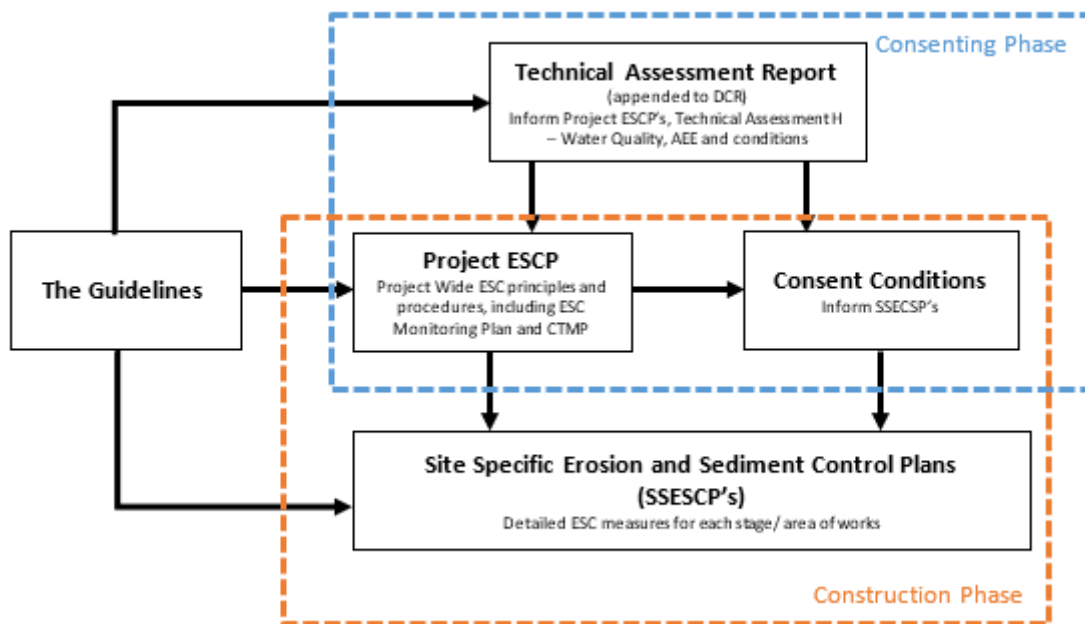 Consenting Phase
Technical Assessment Report
(appended to DCR)
Inform Project ESCP's, Technical Assessment H
– Water Quality, AEE and conditions
The Guidelines
Project ESCP
Project Wide ESC principles and
procedures, including ESC
Monitoring Plan and CTMP
Consent Conditions
Inform SSECSP's
Site Specific Erosion and Sediment Control Plans
(SSESCP's)
Detailed ESC measures for each stage/ area of works
Construction Phase